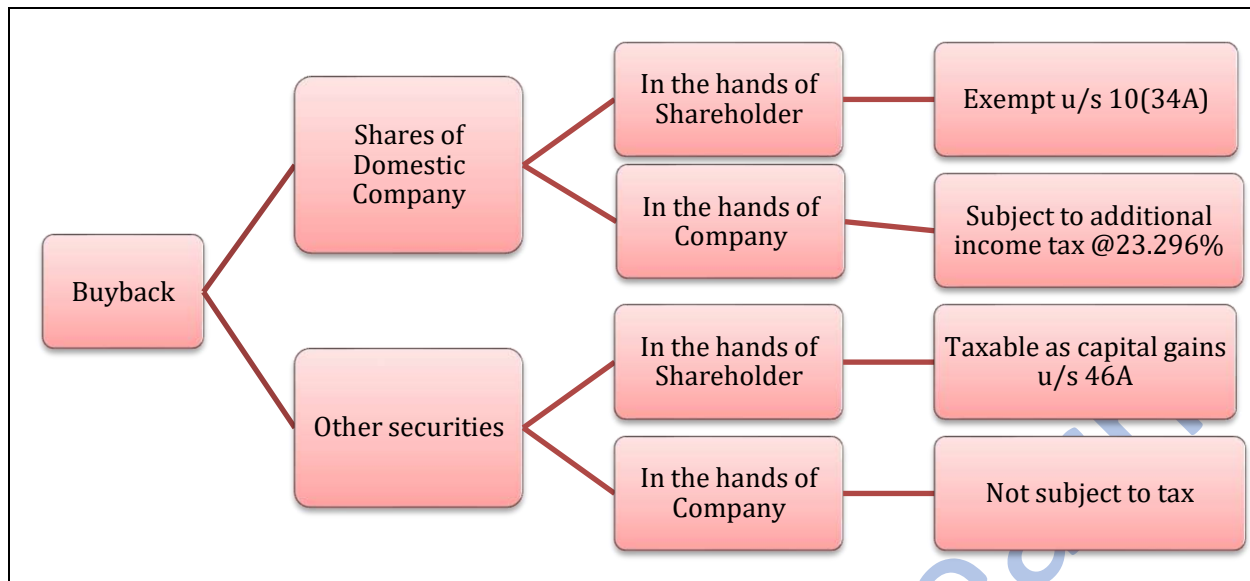 Buyback
Shares of
Domestic
Company
In the hands of
Shareholder
Exempt u/s 10(34A)
In the hands of
Company
Subject to additional
income tax @23.296%
Other securities
In the hands of
Shareholder
Taxable as capital gains
u/s 46A
In the hands of
Company
Not subject to tax